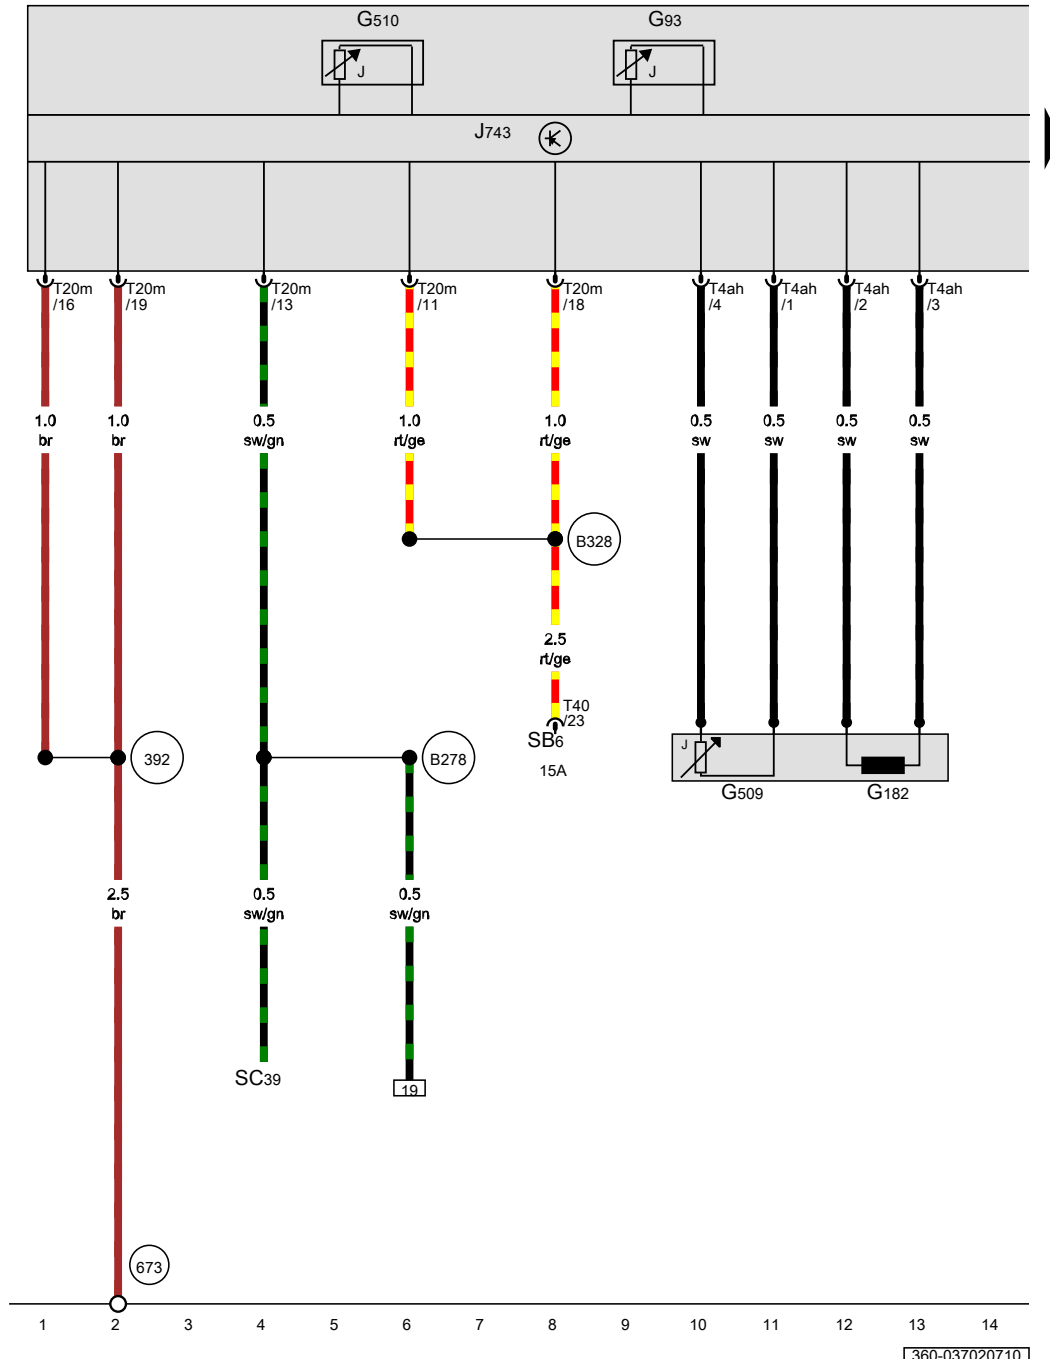 G510
G93
J
J
J743
T20m
/16
T20m
/19
T20m
/13
T20m
/11
T20m
/18
T4ah
/4
T4ah
/1
T4ah
/2
T4ah
/3
1.0
br
1.0
br
0.5
sw/gn
1.0
rt/ge
1.0
rt/ge
0.5
sw
0.5
sw
0.5
sw
0.5
sw
B328
2.5
rt/ge
T40
/23
SB6
15A
392
B278
J
G509
G182
2.5
br
0.5
sw/gn
0.5
sw/gn
SC39
19
673
1 2 3 4 5 6 7 8 9 10 11 12 13 14
360-037020710